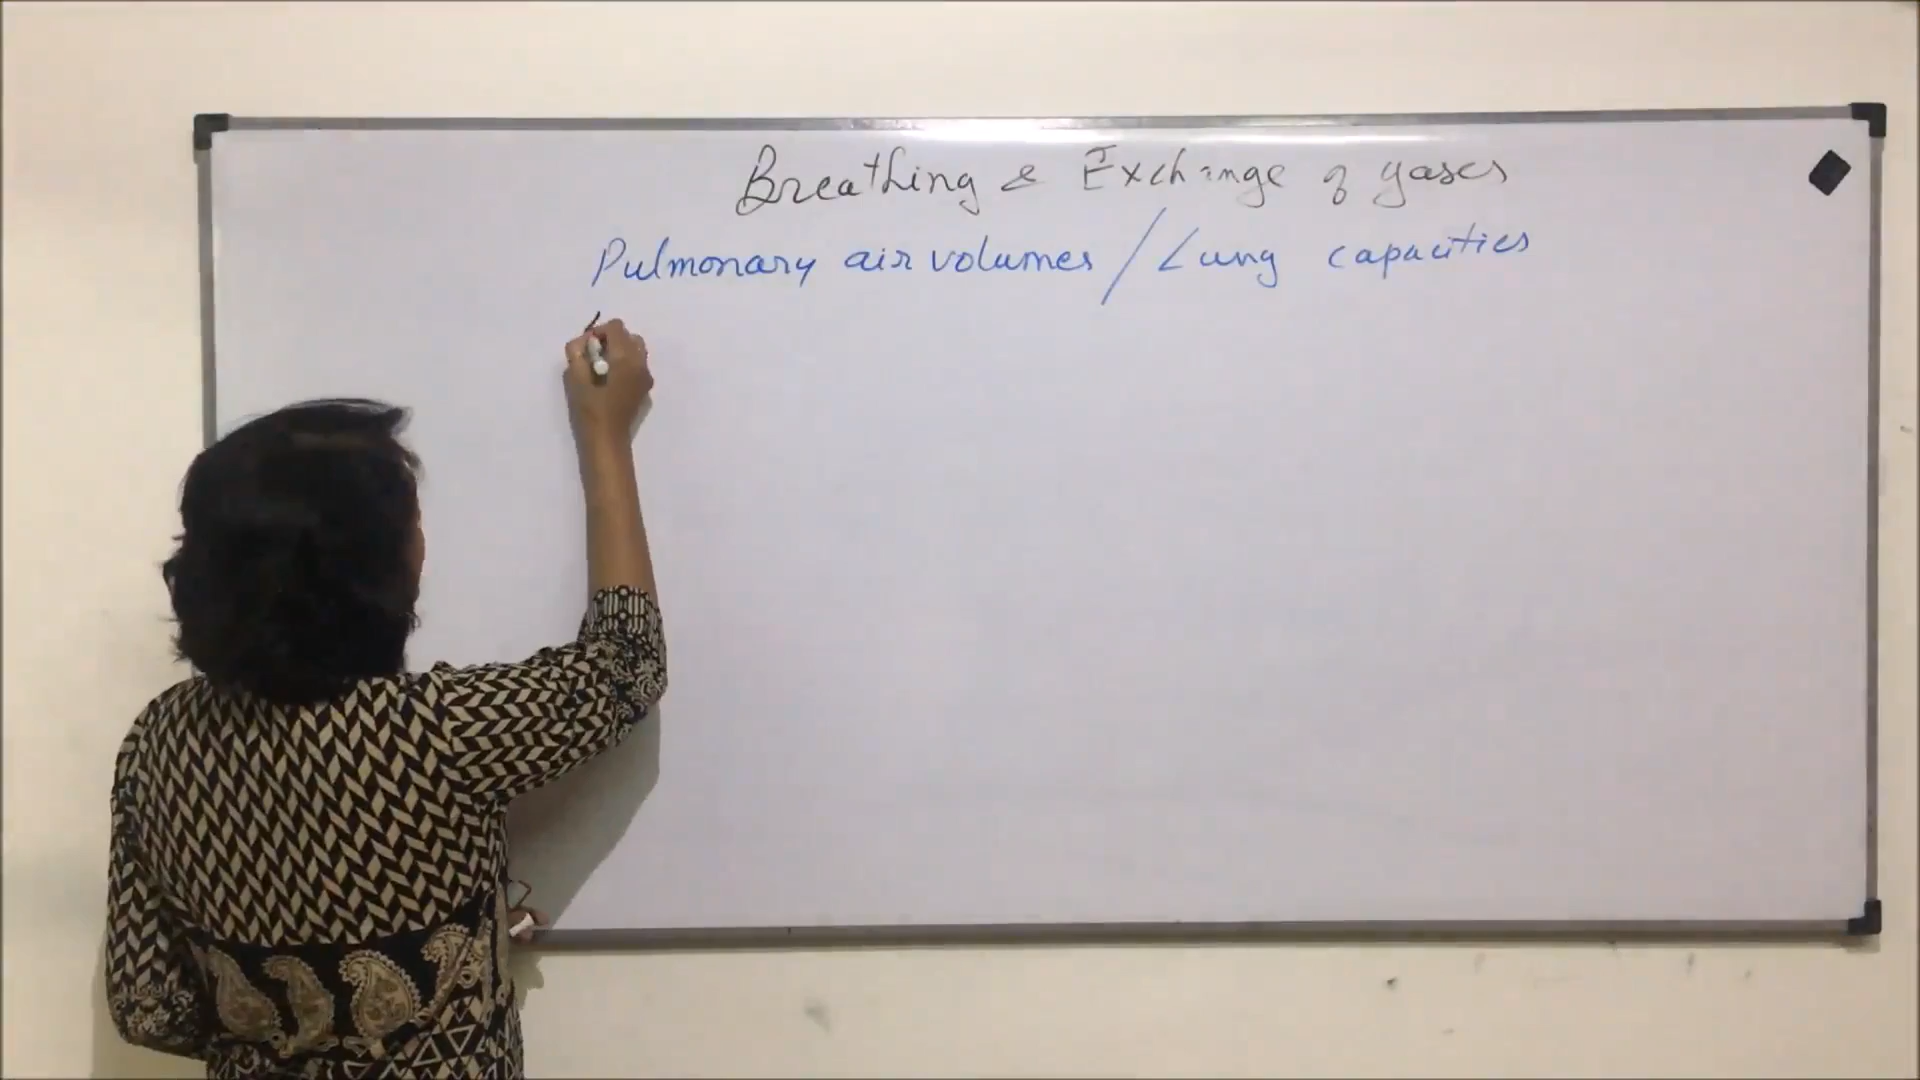 Breathing & Exchange of gases
Pulmonary air volumes / Lung capacities